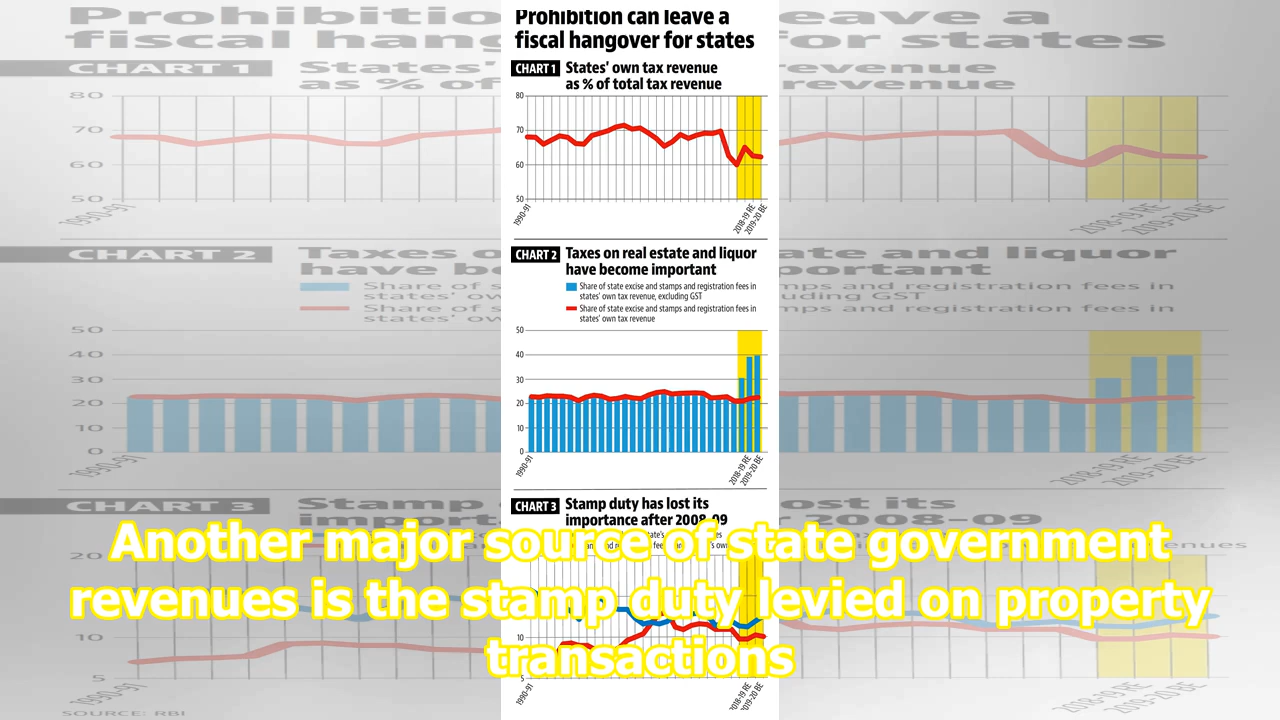 Prohibition can leave a
fiscal hangover for states
CHART 1
States' own tax revenue
as % of total tax revenue
80
70
60
50
1990-91
2018-19 RE
2019-20 BE
CHART 2
Taxes on real estate and liquor
have become important
Share of state excise and stamps and registration fees in
states' own tax revenue, excluding GST
Share of state excise and stamps and registration fees in
states' own tax revenue
50
40
30
20
10
0
1990-91
2018-19 RE
2019-20 BE
CHART 3
Stamp duty has lost its
importance after 2008-09
10
5
1990-91
2018-19 RE
2019-20 BE
SOURCE: RBI
Another major source of state government
revenues is the stamp duty levied on property
transactions